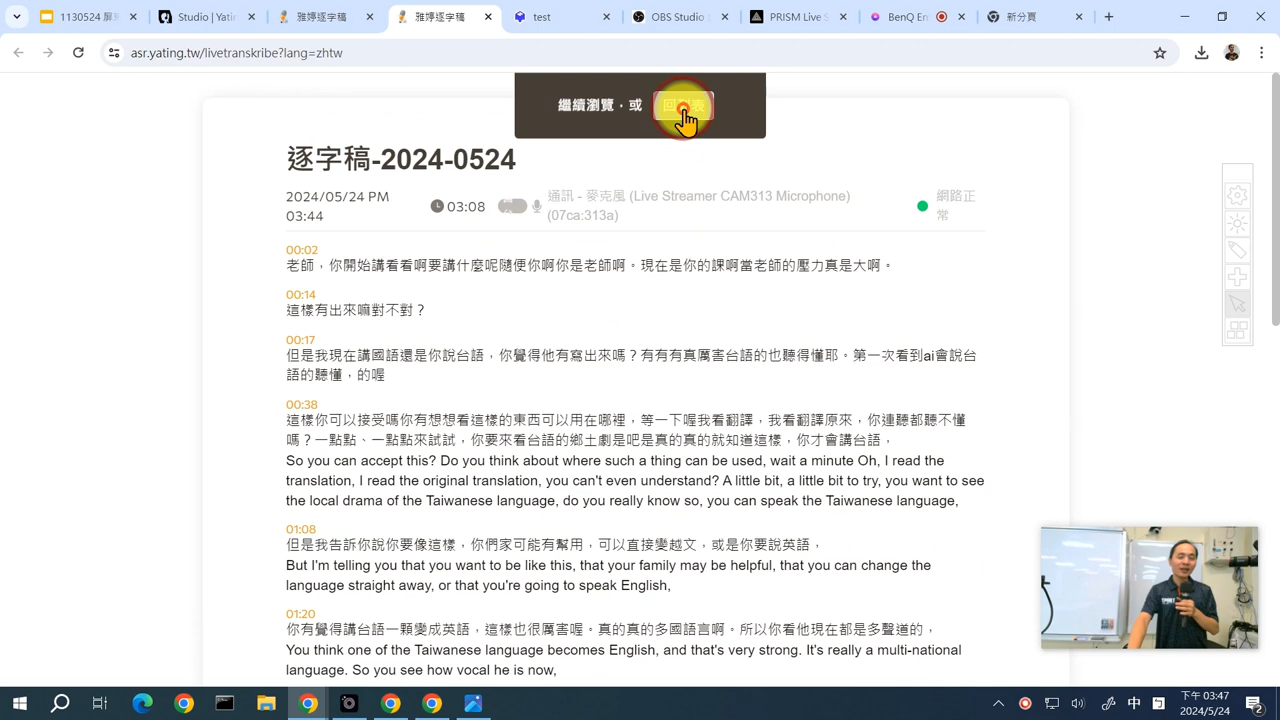 1130524 屏東
Studio | Yatin
雅婷逐字稿
雅婷逐字稿
test
OBS Studio
PRISM Live S
BenQ En
新分頁
asr.yating.tw/livetranskribe?lang=zhtw
繼續瀏覽，或 回列表
逐字稿-2024-0524
2024/05/24 PM
03:44
03:08
通訊 - 麥克風 (Live Streamer CAM313 Microphone)
(07ca:313a)
網路正
常
00:02
老師，你開始講看看啊要講什麼呢隨便你啊你是老師啊。現在是你的課啊當老師的壓力真是大啊。
00:14
這樣有出來嘛對不對？
00:17
但是我現在講國語還是你說台語，你覺得他有寫出來嗎？有有有真厲害台語的也聽得懂耶。第一次看到ai會說台
語的聽懂，的喔
00:38
這樣你可以接受嗎你有想想看這樣的東西可以用在哪裡，等一下喔我看翻譯，我看翻譯原來，你連聽都聽不懂
嗎？一點點、一點點來試試，你要來看台語的鄉土劇是吧是真的真的就知道這樣，你才會講台語，
So you can accept this? Do you think about where such a thing can be used, wait a minute Oh, I read the
translation, I read the original translation, you can't even understand? A little bit, a little bit to try, you want to see
the local drama of the Taiwanese language, do you really know so, you can speak the Taiwanese language,
01:08
但是我告訴你說你要像這樣，你們家可能有幫用，可以直接變越文，或是你要說英語，
But I'm telling you that you want to be like this, that your family may be helpful, that you can change the
language straight away, or that you're going to speak English,
01:20
你有覺得講台語一顆變成英語，這樣也很厲害喔。真的真的多國語言啊。所以你看他現在都是多聲道的，
You think one of the Taiwanese language becomes English, and that's very strong. It's really a multi-national
language. So you see how vocal he is now,
中
下午 03:47
2024/5/24
2